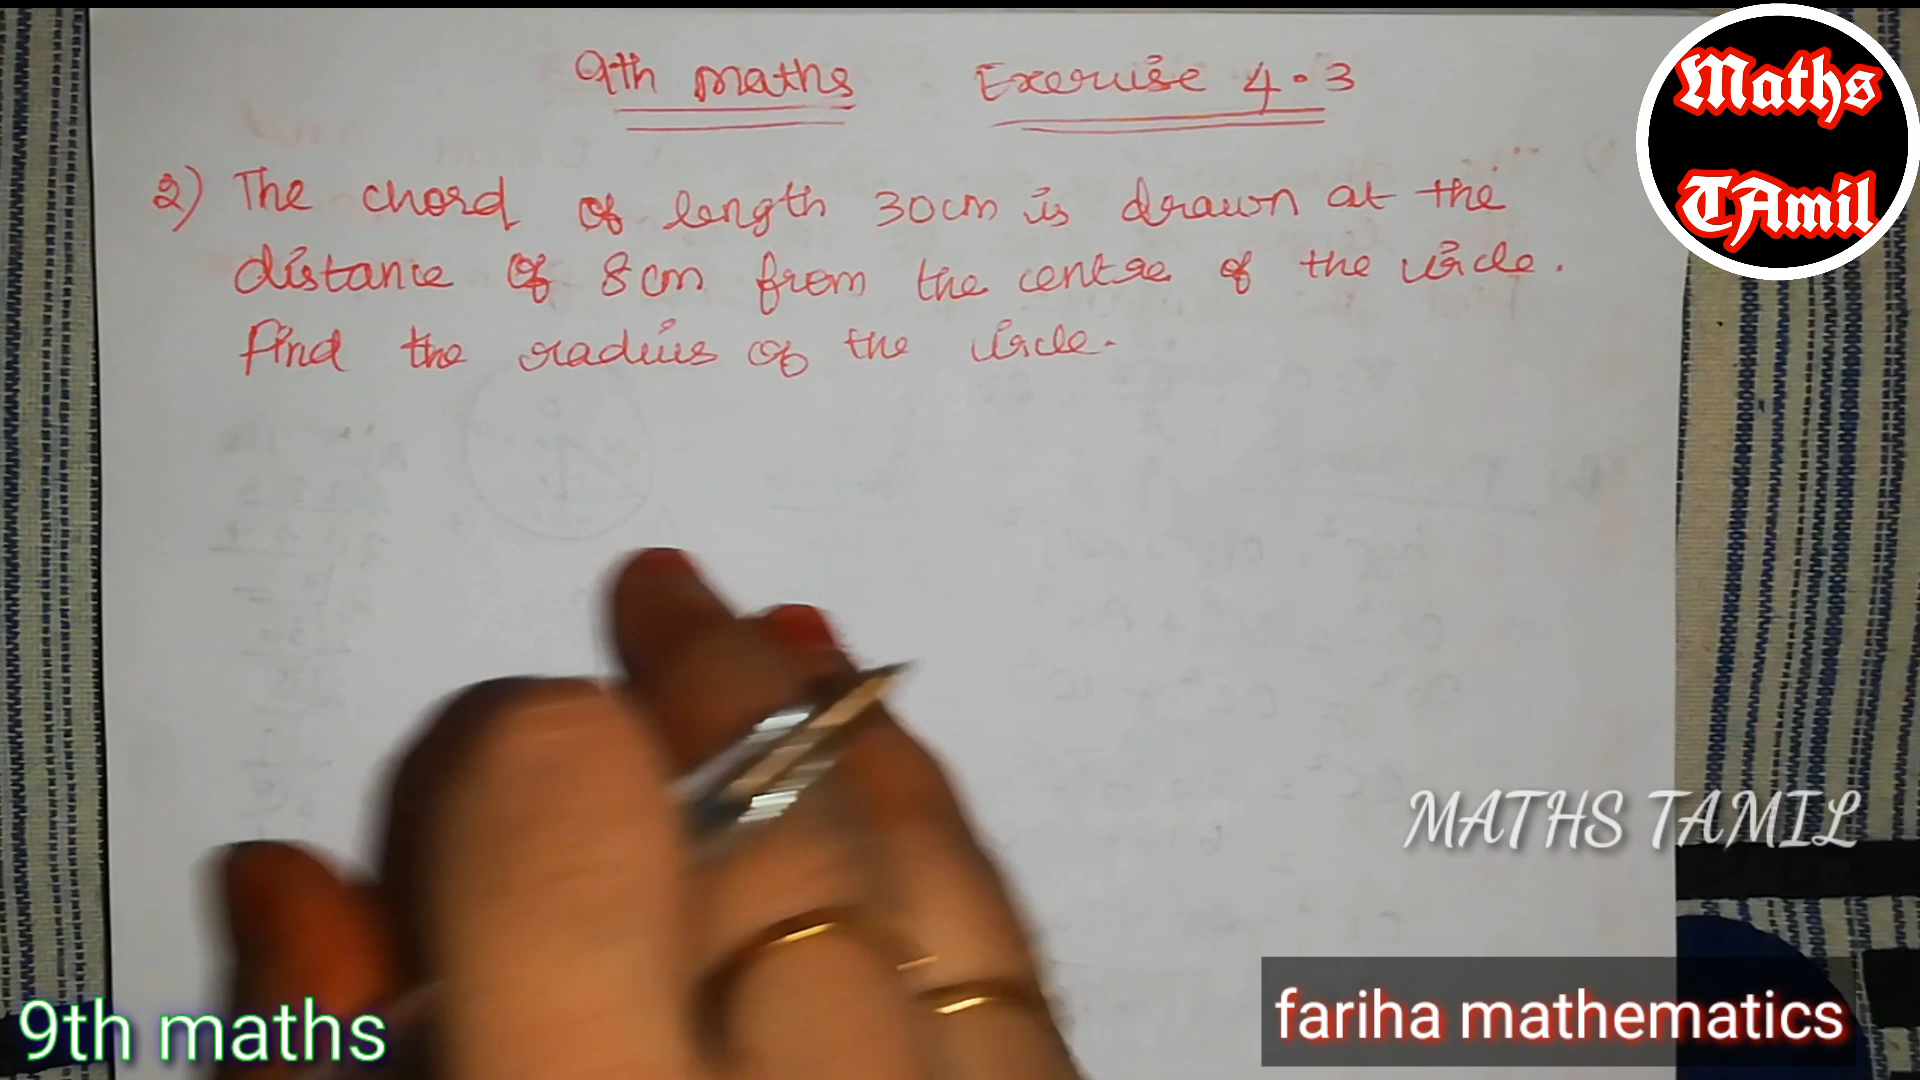 9th maths Exercise 4.3
2) The chord of length 30cm is drawn at the
distance of 8cm from the centre of the circle.
Find the radius of the circle.
Maths
TAmil
MATHS TAMIL
fariha mathematics
9th maths